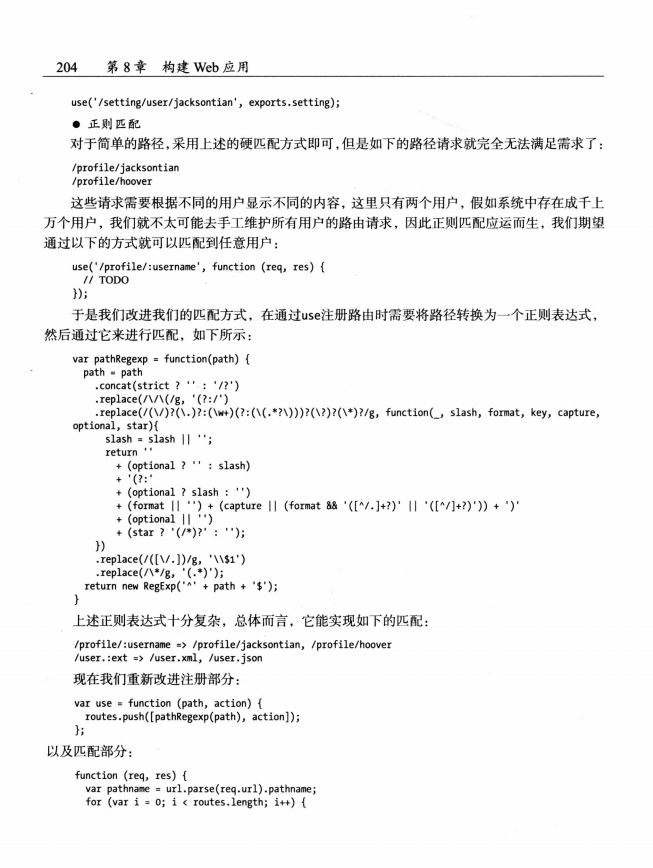 204 第8章 构建Web应用
use('/setting/user/jacksontian', exports.setting);
● 正则匹配
对于简单的路径,采用上述的硬匹配方式即可,但是如下的路径请求就完全无法满足需求了:
/profile/jacksontian
/profile/hoover
这些请求需要根据不同的用户显示不同的内容,这里只有两个用户,假如系统中存在成千上
万个用户,我们就不太可能去手工维护所有用户的路由请求,因此正则匹配应运而生,我们期望
通过以下的方式就可以匹配到任意用户:
use('/profile/:username', function (req, res) {
// TODO
});
于是我们改进我们的匹配方式,在通过use注册路由时需要将路径转换为一个正则表达式,
然后通过它来进行匹配,如下所示:
var pathRegexp = function(path) {
path = path
.concat(strict ? '' : '/?')
.replace(/\/\(/g, '(?:/')
.replace(/(\/)?(\.)?:(\w+)(?:(\(.*?\)))?(\?)?(\*)?/g, function(_, slash, format, key, capture,
optional, star){
slash = slash || '';
return ''
+ (optional ? '' : slash)
+ '(?:'
+ (optional ? slash : '')
+ (format || '') + (capture || (format && '([^/.]+?)' || '([^/]+?)')) + ')'
+ (optional || '')
+ (star ? '(/*)?' : '');
})
.replace(/([\/.])/g, '\\$1')
.replace(/\*/g, '(.*)');
return new RegExp('^' + path + '$');
}
上述正则表达式十分复杂,总体而言,它能实现如下的匹配:
/profile/:username => /profile/jacksontian, /profile/hoover
/user.:ext => /user.xml, /user.json
现在我们重新改进注册部分:
var use = function (path, action) {
routes.push([pathRegexp(path), action]);
};
以及匹配部分:
function (req, res) {
var pathname = url.parse(req.url).pathname;
for (var i = 0; i < routes.length; i++) {